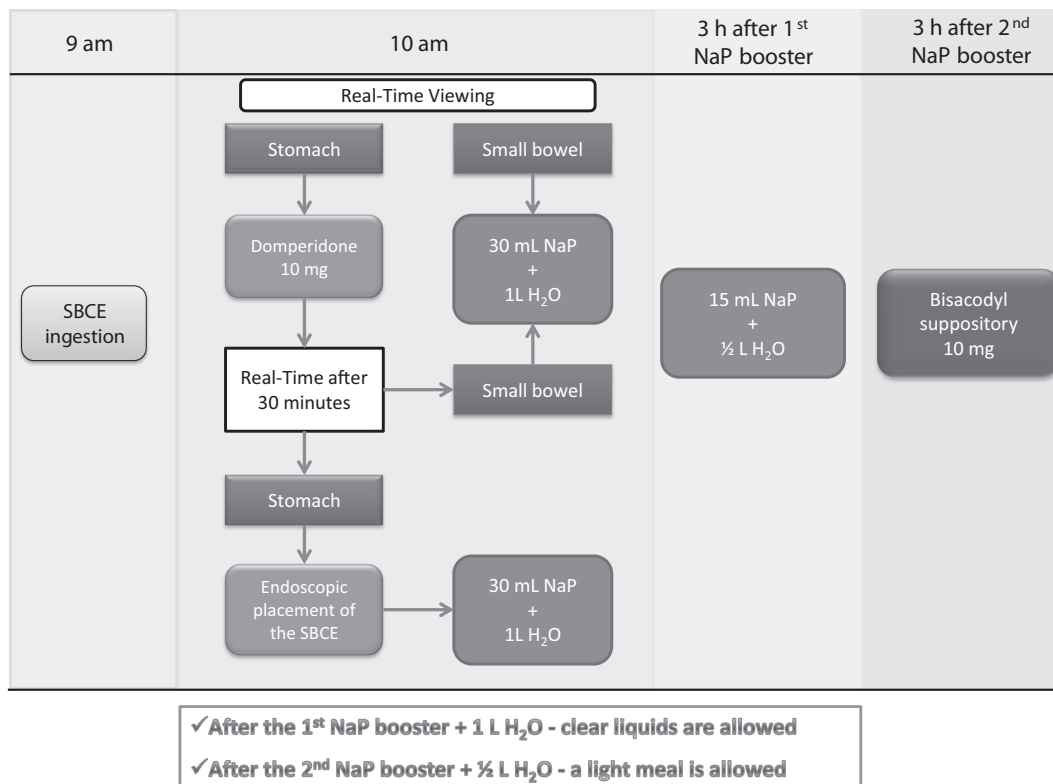 9 am
10 am
3 h after 1st
NaP booster
3 h after 2nd
NaP booster
Real-Time Viewing
Stomach
Small bowel
Domperidone
10 mg
30 mL NaP
+
1L H₂O
SBCE
ingestion
15 mL NaP
+
½ L H₂O
Bisacodyl
suppository
10 mg
Real-Time after
30 minutes
Small bowel
Stomach
Endoscopic
placement of
the SBCE
30 mL NaP
+
1L H₂O
✓After the 1st NaP booster + 1 L H₂O - clear liquids are allowed
✓After the 2nd NaP booster + ½ L H₂O - a light meal is allowed